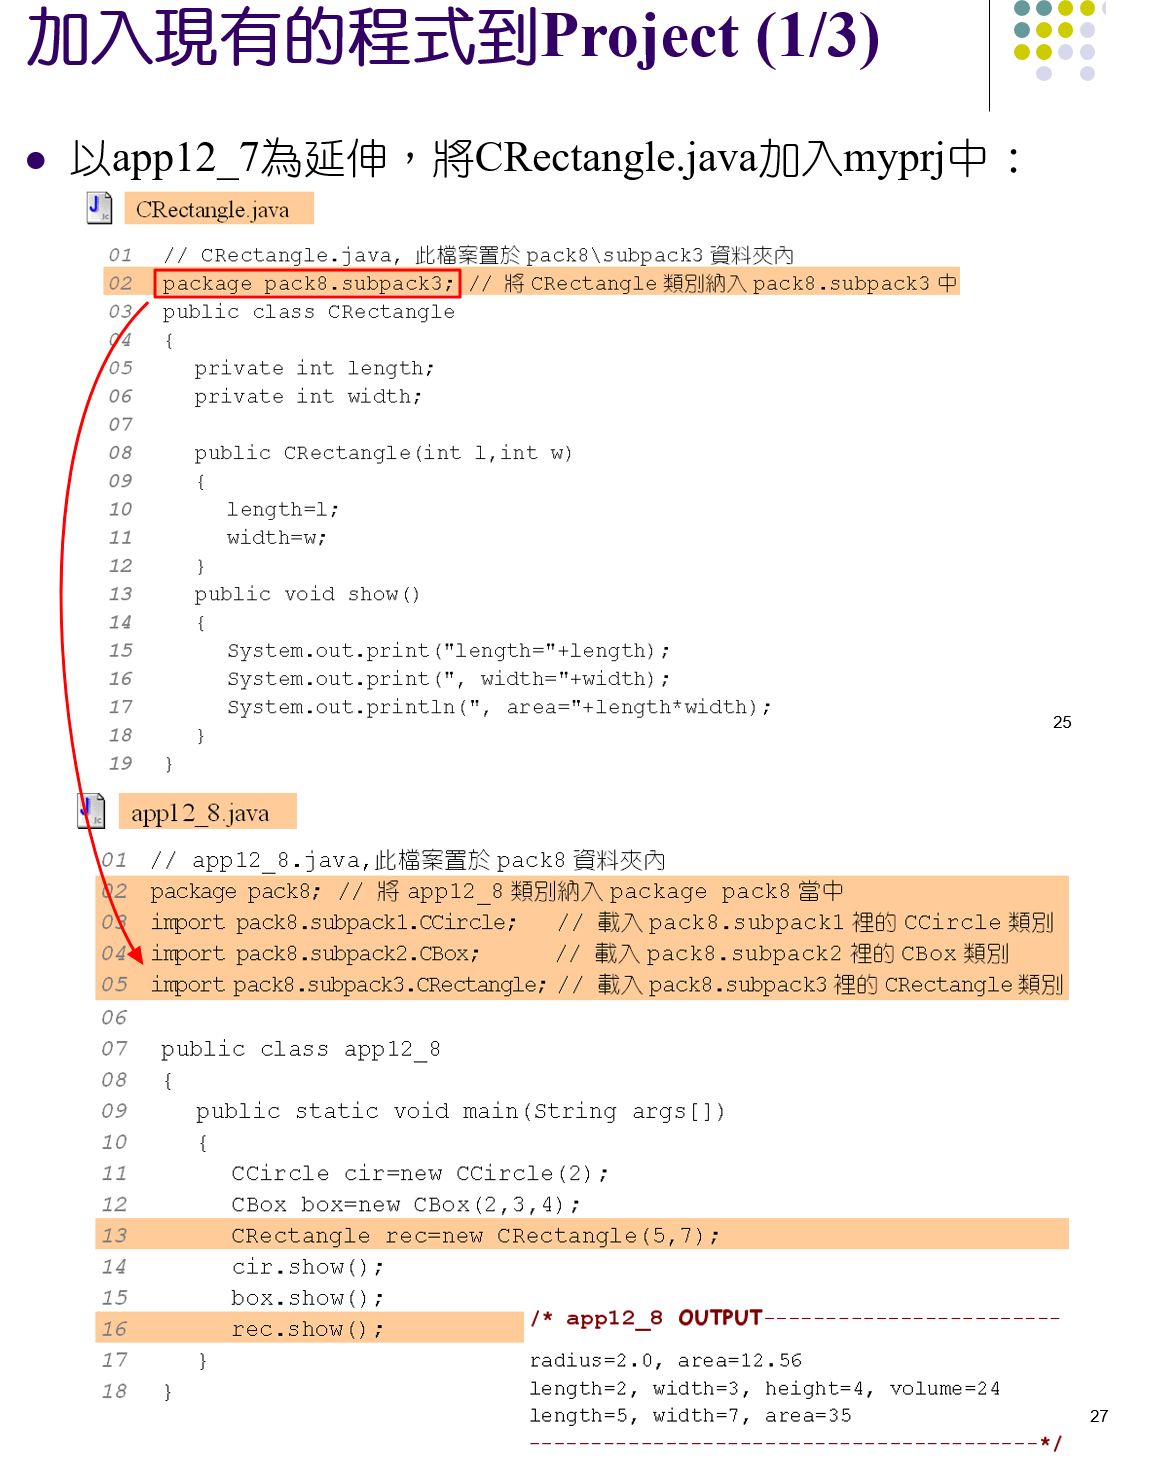 加入現有的程式到Project (1/3)
● 以app12_7為延伸，將CRectangle.java加入myprj中：
CRectangle.java
01 // CRectangle.java, 此檔案置於 pack8\subpack3 資料夾內
02 package pack8.subpack3; // 將 CRectangle 類別納入 pack8.subpack3 中
03 public class CRectangle
04 {
05 private int length;
06 private int width;
07
08 public CRectangle(int l,int w)
09 {
10 length=l;
11 width=w;
12 }
13 public void show()
14 {
15 System.out.print("length="+length);
16 System.out.print(", width="+width);
17 System.out.println(", area="+length*width);
18 }
19 }
25
app12_8.java
01 // app12_8.java,此檔案置於 pack8 資料夾內
02 package pack8; // 將 app12_8 類別納入 package pack8 當中
03 import pack8.subpack1.CCircle; // 載入 pack8.subpack1 裡的 CCircle 類別
04 import pack8.subpack2.CBox; // 載入 pack8.subpack2 裡的 CBox 類別
05 import pack8.subpack3.CRectangle; // 載入 pack8.subpack3 裡的 CRectangle 類別
06
07 public class app12_8
08 {
09 public static void main(String args[])
10 {
11 CCircle cir=new CCircle(2);
12 CBox box=new CBox(2,3,4);
13 CRectangle rec=new CRectangle(5,7);
14 cir.show();
15 box.show();
16 rec.show();
17 }
18 }
/* app12_8 OUTPUT------------------------
radius=2.0, area=12.56
length=2, width=3, height=4, volume=24
length=5, width=7, area=35
-----------------------------------------*/
27